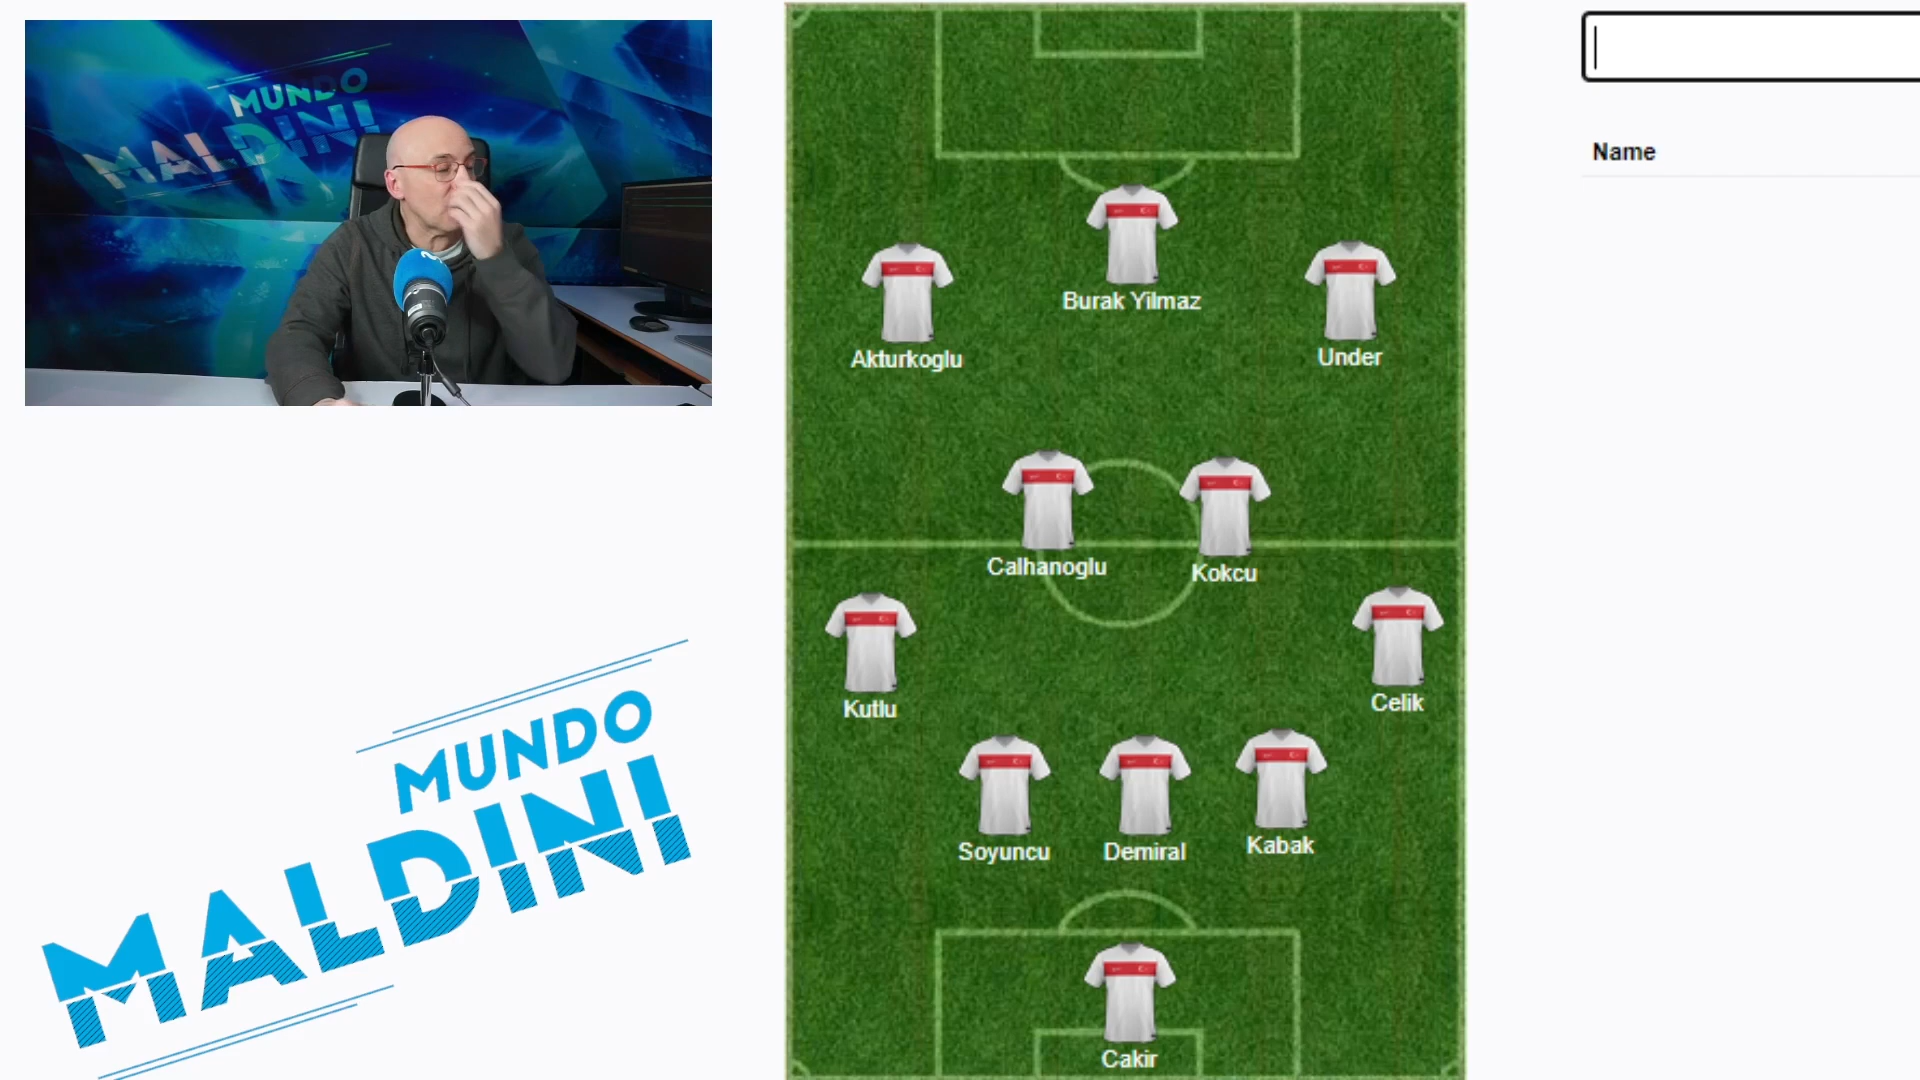 MUNDO
MALDINI
Name
Burak Yilmaz
Akturkoglu
Under
Calhanoglu
Kokcu
Kutlu
Celik
Soyuncu
Demiral
Kabak
Cakir
MUNDO
MALDINI